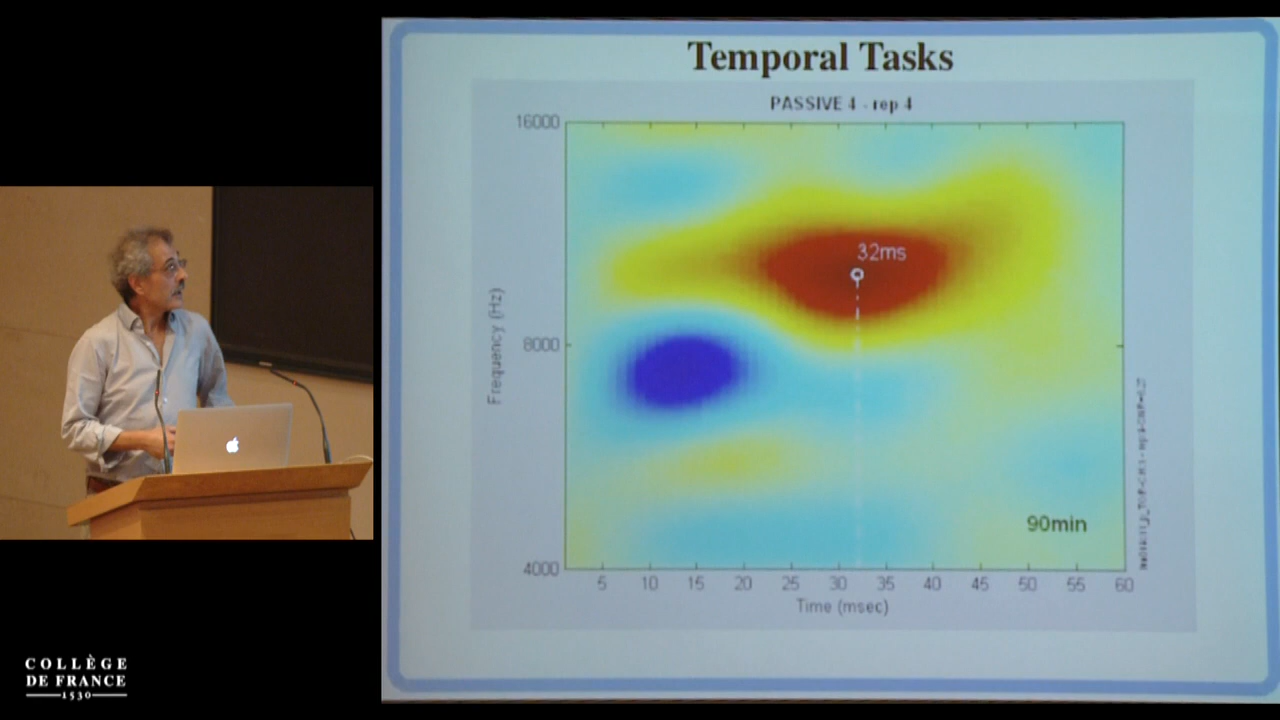 Temporal Tasks
PASSIVE 4 - rep 4
16000
8000
4000
Frequency (Hz)
32ms
90min
5 10 15 20 25 30 35 40 45 50 55 60
Time (msec)
COLLÈGE
DE FRANCE
1530